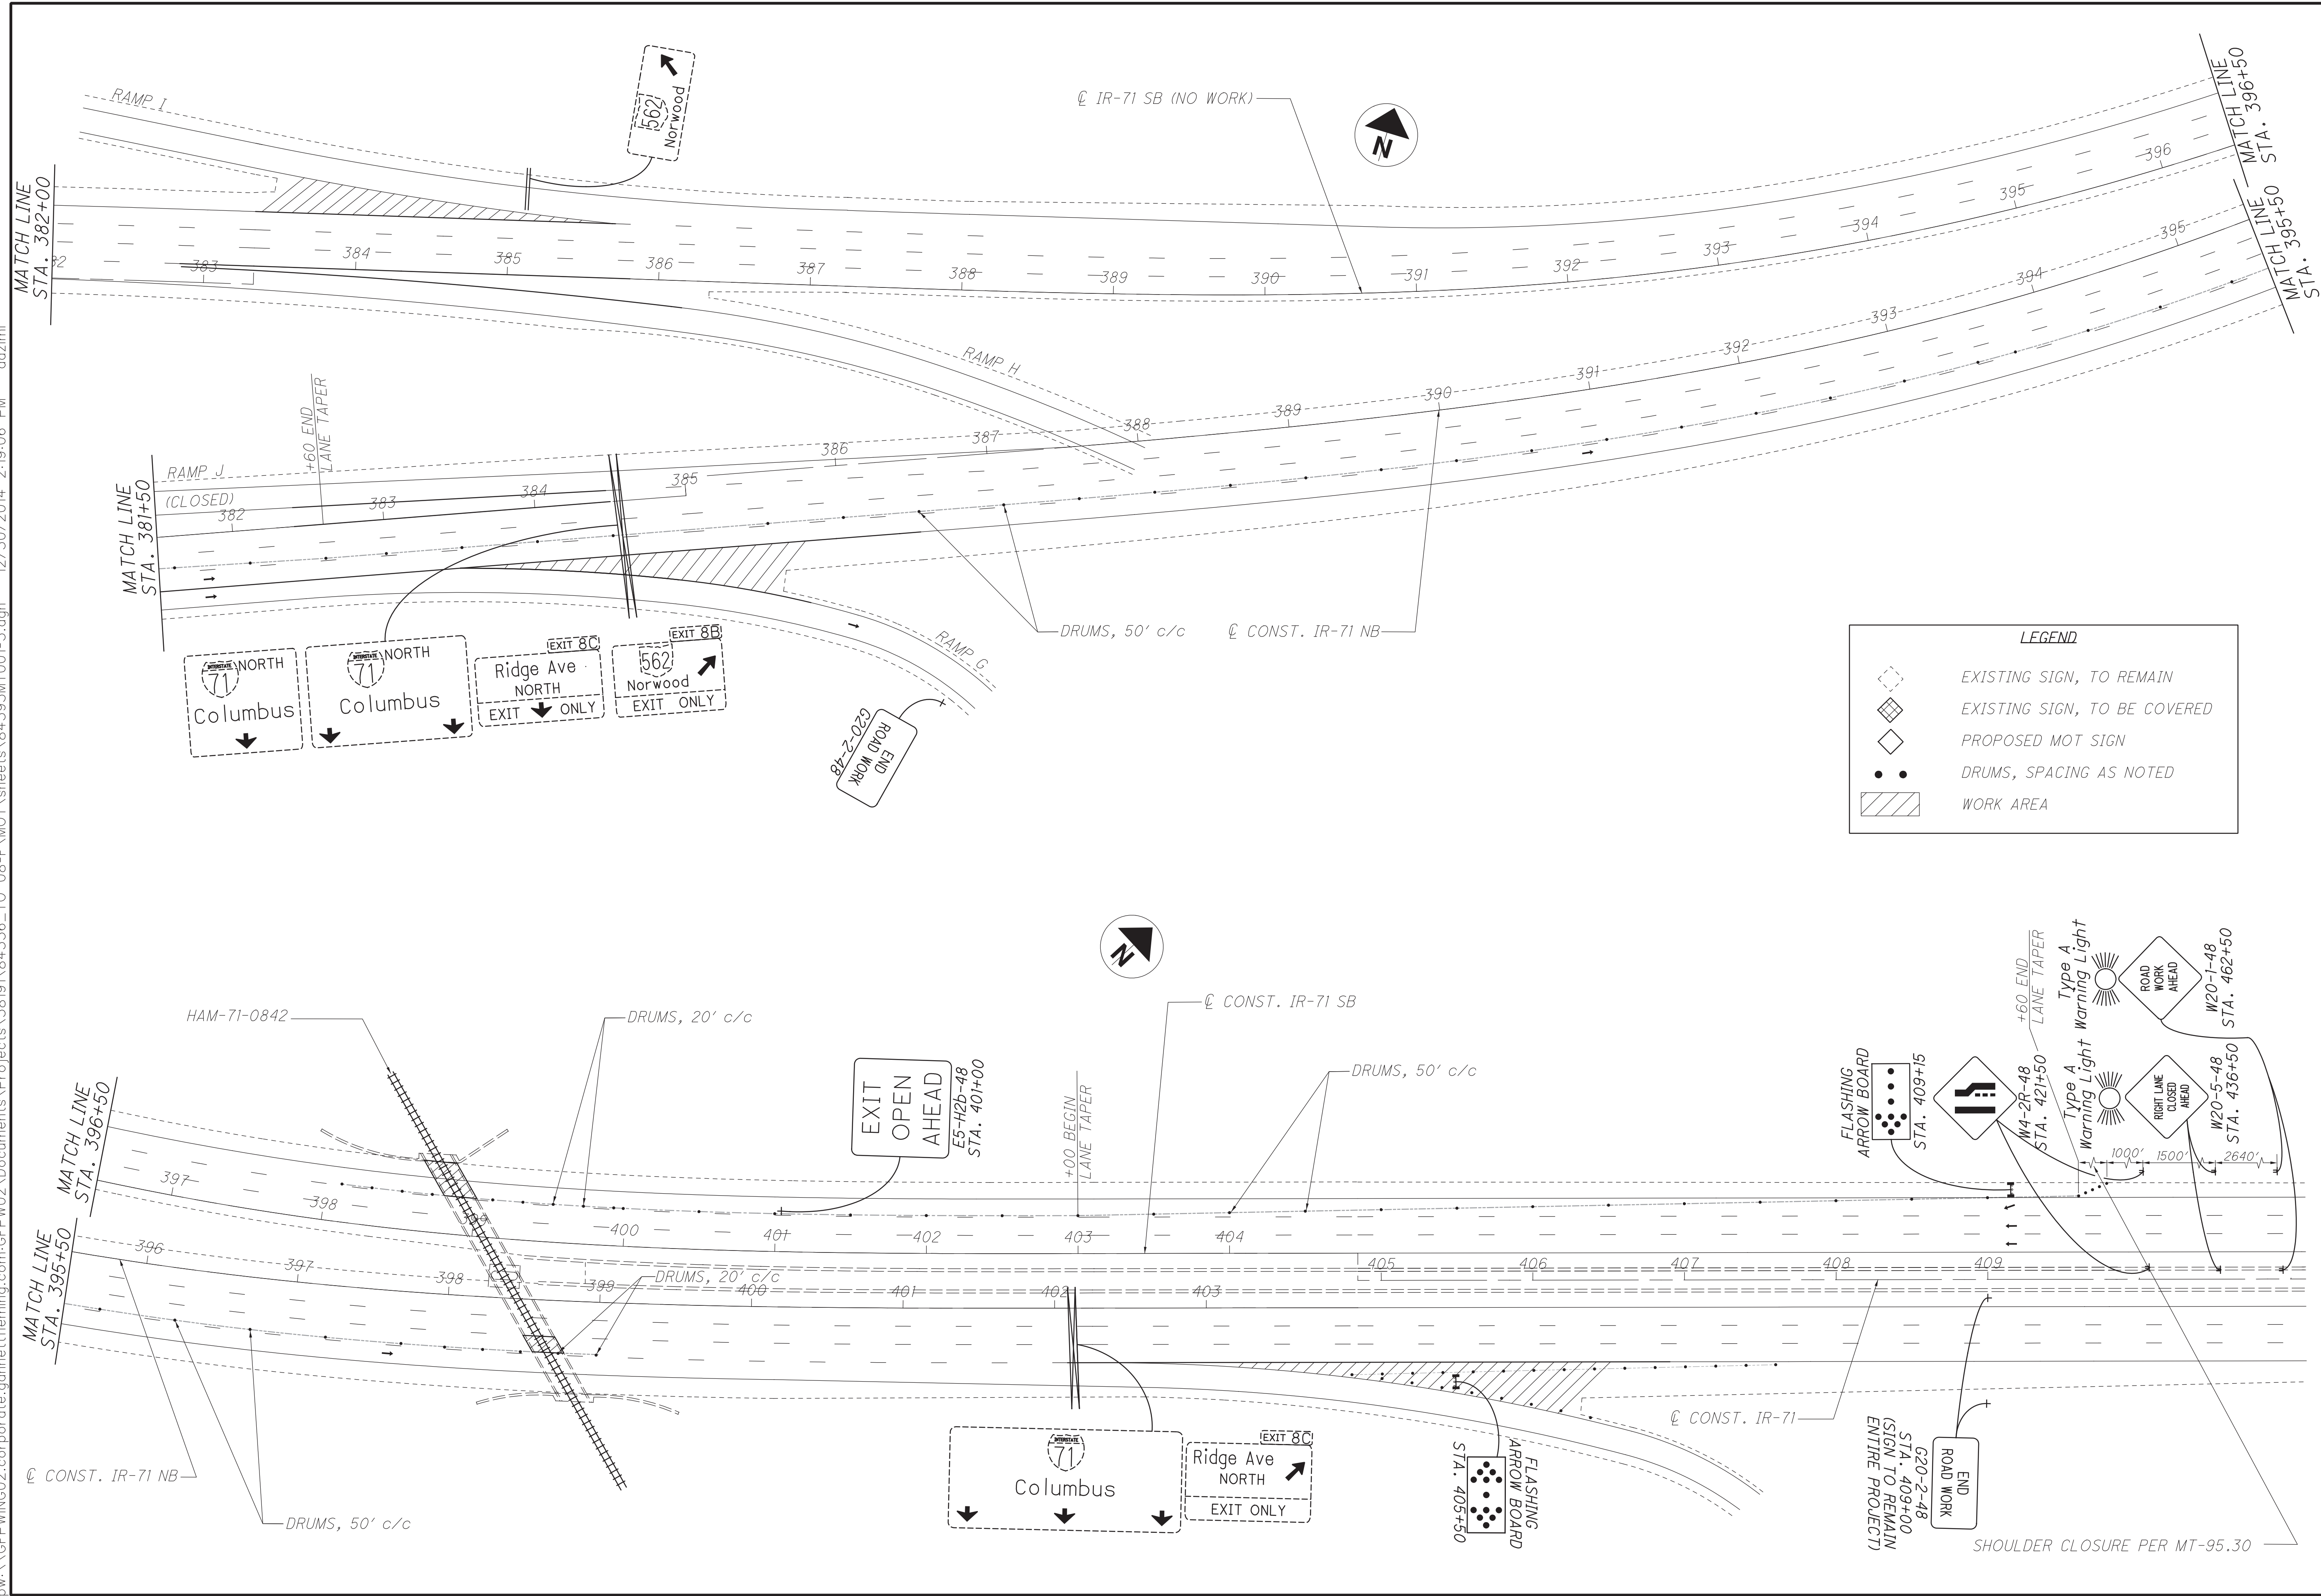 RAMP I
562
Norwood
℄ IR-71 SB (NO WORK)
N
MATCH LINE
STA. 396+50
MATCH LINE
STA. 382+00
382
383
384
385
386
387
388
389
390
391
392
393
394
395
396
MATCH LINE
STA. 395+50
RAMP H
+60 END
LANE TAPER
RAMP J
(CLOSED)
MATCH LINE
STA. 381+50
382
383
384
385
386
387
388
389
390
391
392
393
394
395
DRUMS, 50' c/c
℄ CONST. IR-71 NB
RAMP G
INTERSTATE
71
NORTH
Columbus
INTERSTATE
71
NORTH
Columbus
EXIT 8C
Ridge Ave
NORTH
EXIT ONLY
EXIT 8B
562
Norwood
EXIT ONLY
G20-2-48
END
ROAD WORK
LEGEND
EXISTING SIGN, TO REMAIN
EXISTING SIGN, TO BE COVERED
PROPOSED MOT SIGN
DRUMS, SPACING AS NOTED
WORK AREA
N
HAM-71-0842
DRUMS, 20' c/c
EXIT
OPEN
AHEAD
E5-H2b-48
STA. 401+00
+00 BEGIN
LANE TAPER
℄ CONST. IR-71 SB
DRUMS, 50' c/c
FLASHING
ARROW BOARD
STA. 409+15
W4-2R-48
STA. 421+50
+60 END
LANE TAPER
Type A
Warning Light
ROAD
WORK
AHEAD
W20-1-48
STA. 462+50
Type A
Warning Light
RIGHT LANE
CLOSED
AHEAD
W20-5-48
STA. 436+50
1000'
1500'
2640'
MATCH LINE
STA. 396+50
397
398
399
400
401
402
403
404
405
406
407
408
409
MATCH LINE
STA. 395+50
396
397
398
399
400
401
402
403
DRUMS, 20' c/c
℄ CONST. IR-71 NB
DRUMS, 50' c/c
INTERSTATE
71
Columbus
EXIT 8C
Ridge Ave
NORTH
EXIT ONLY
FLASHING
ARROW BOARD
STA. 405+50
℄ CONST. IR-71
END
ROAD WORK
G20-2-48
STA. 409+00
(SIGN TO REMAIN
ENTIRE PROJECT)
SHOULDER CLOSURE PER MT-95.30